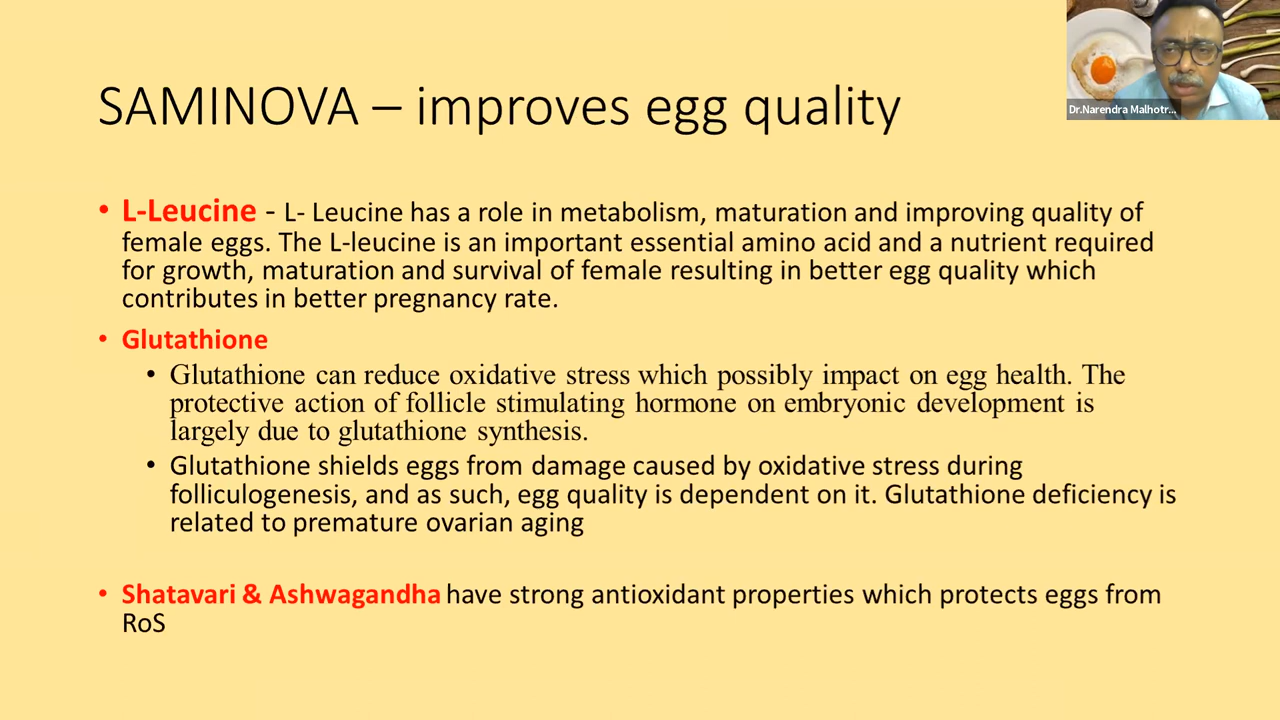 SAMINOVA – improves egg quality
Dr.Narendra Malhotr...
• L-Leucine - L- Leucine has a role in metabolism, maturation and improving quality of
female eggs. The L-leucine is an important essential amino acid and a nutrient required
for growth, maturation and survival of female resulting in better egg quality which
contributes in better pregnancy rate.
• Glutathione
• Glutathione can reduce oxidative stress which possibly impact on egg health. The
protective action of follicle stimulating hormone on embryonic development is
largely due to glutathione synthesis.
• Glutathione shields eggs from damage caused by oxidative stress during
folliculogenesis, and as such, egg quality is dependent on it. Glutathione deficiency is
related to premature ovarian aging
• Shatavari & Ashwagandha have strong antioxidant properties which protects eggs from
RoS